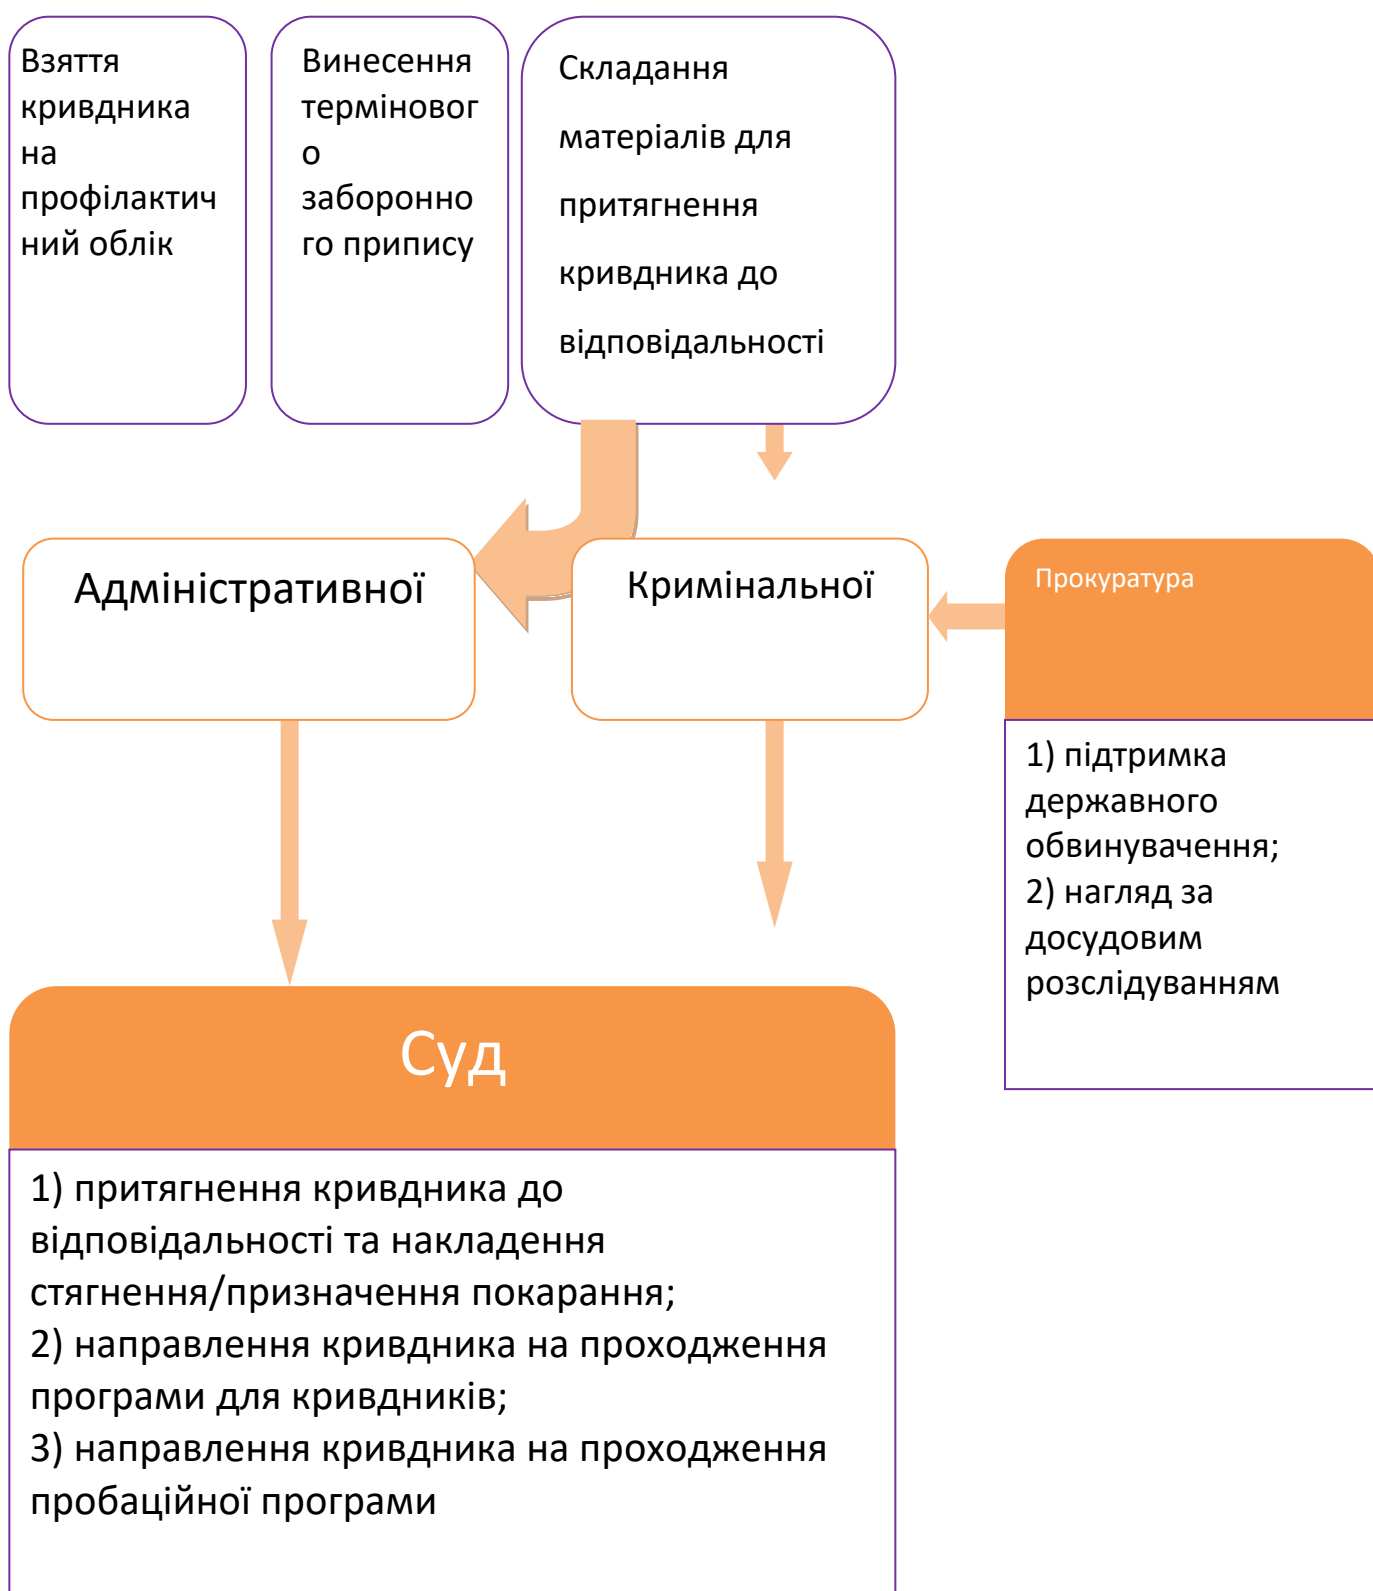 Взяття
кривдника
на
профілактич
ний облік
Винесення
терміновог
о
заборонно
го припису
Складання
матеріалів для
притягнення
кривдника до
відповідальності
Адміністративної
Кримінальної
Прокуратура
1) підтримка
державного
обвинувачення;
2) нагляд за
досудовим
розслідуванням
Суд
1) притягнення кривдника до
відповідальності та накладення
стягнення/призначення покарання;
2) направлення кривдника на проходження
програми для кривдників;
3) направлення кривдника на проходження
пробаційної програми